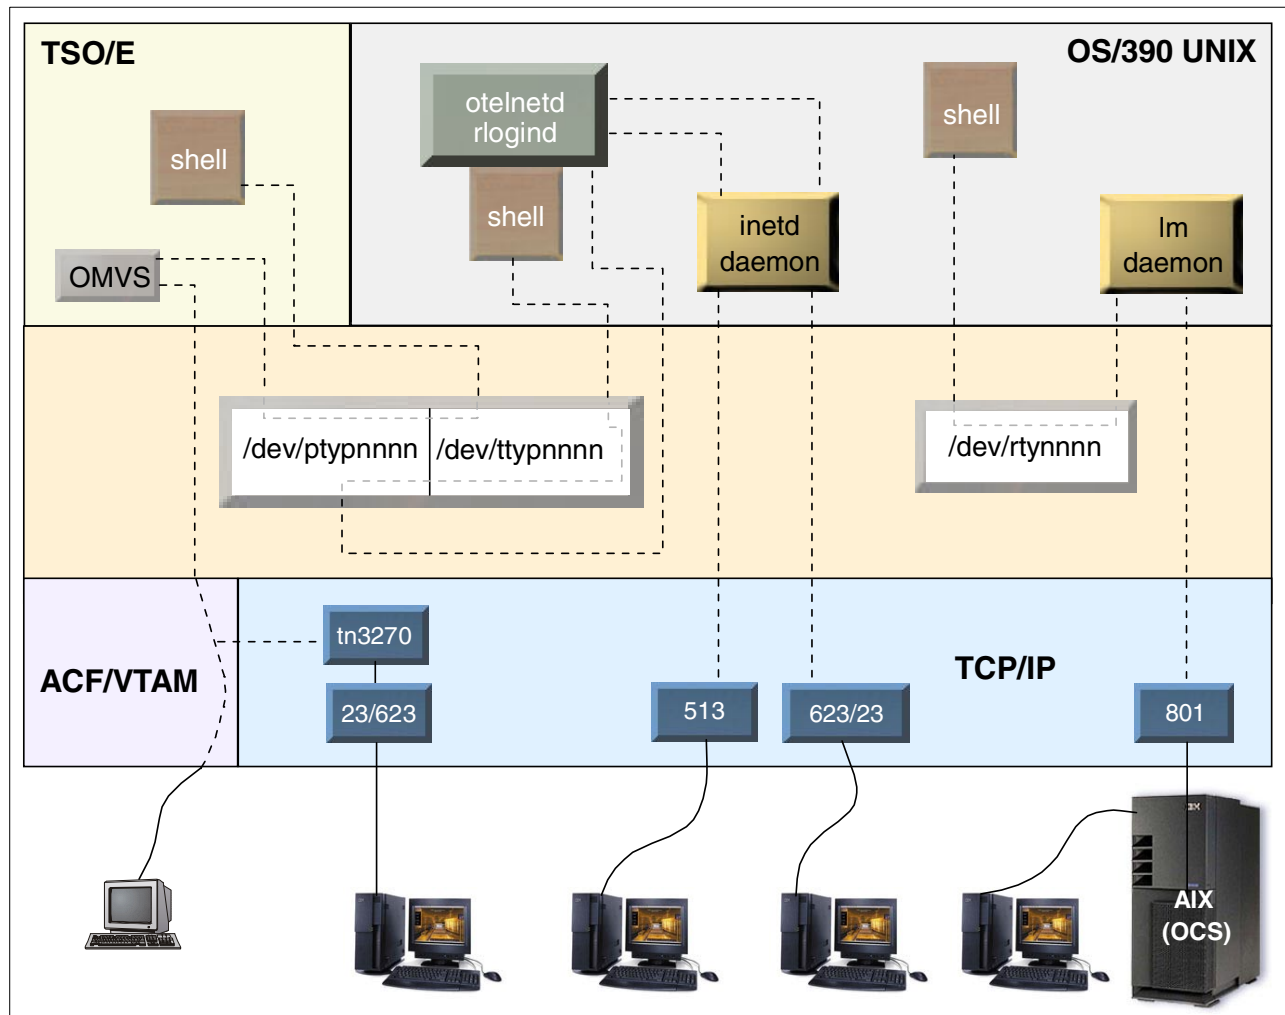 TSO/E
OS/390 UNIX
otelnetd
rlogind
shell
shell
shell
inetd
daemon
lm
daemon
OMVS
/dev/ptypnnnn
/dev/ttypnnnn
/dev/rtynnnn
tn3270
ACF/VTAM
TCP/IP
23/623
513
623/23
801
AIX
(OCS)